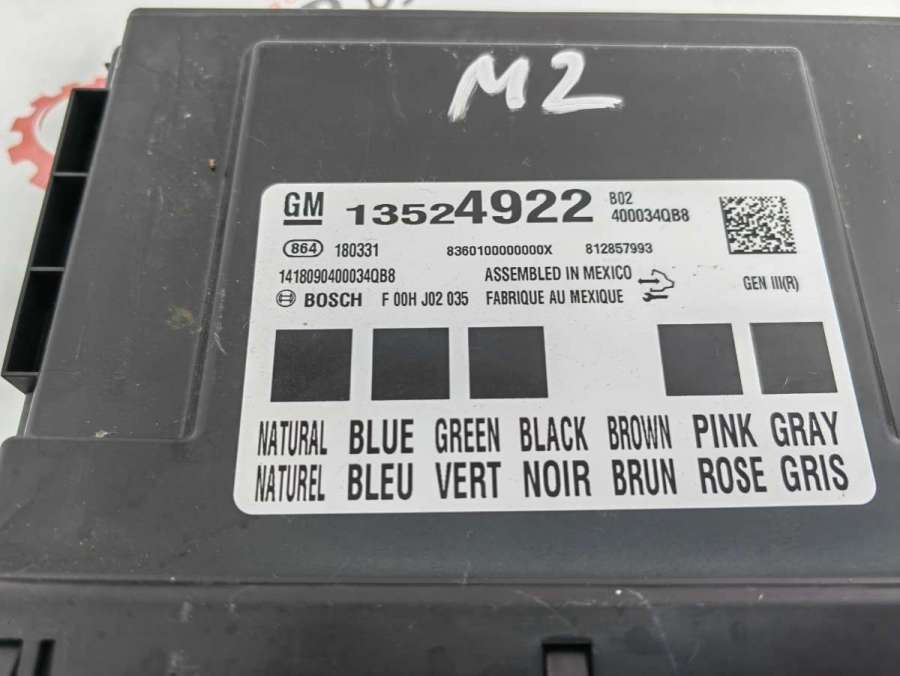 M2
GM 13524922 B02
400034QB8
864 180331 8360100000000X 812857993
1418090400034QB8 ASSEMBLED IN MEXICO
GEN III(R)
BOSCH F 00H J02 035 FABRIQUE AU MEXIQUE
NATURAL BLUE GREEN BLACK BROWN PINK GRAY
NATUREL BLEU VERT NOIR BRUN ROSE GRIS